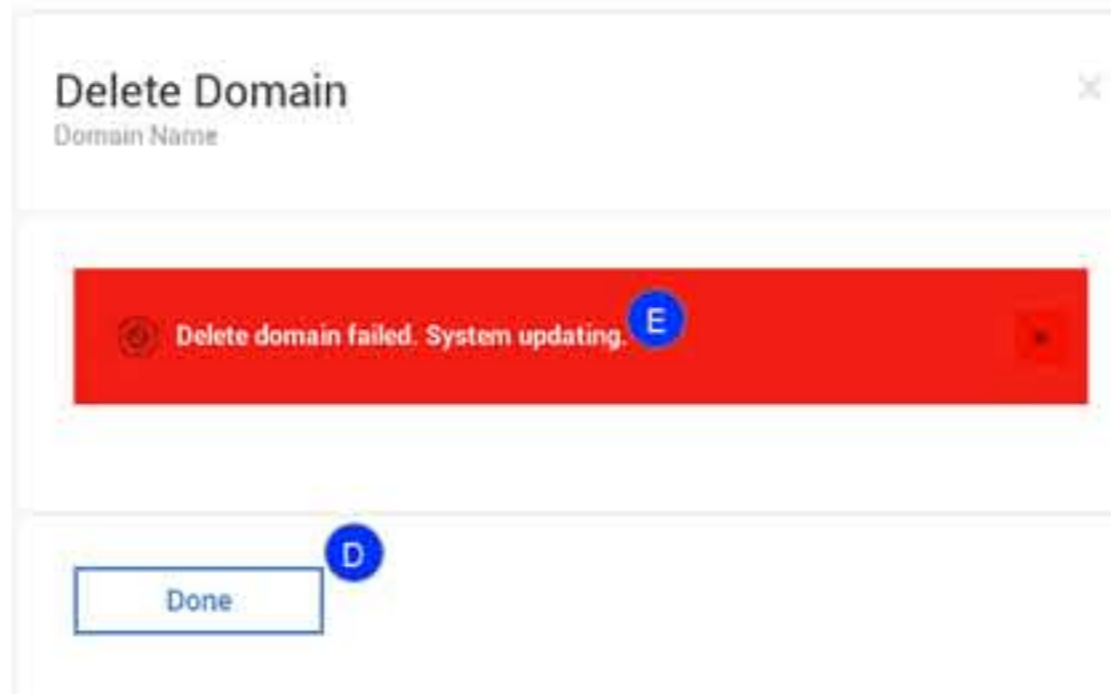 Delete Domain
Domain Name
Delete domain failed. System updating.
E
D
Done